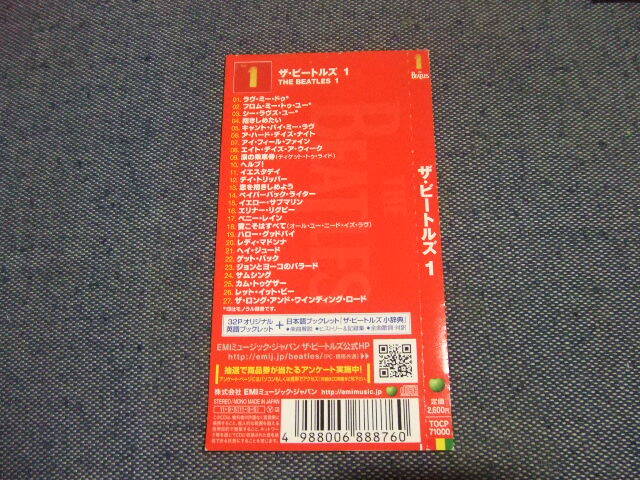 1
ザ・ビートルズ 1
THE BEATLES 1
01. ラヴ・ミー・ドゥ*
02. フロム・ミー・トゥ・ユー*
03. シー・ラヴズ・ユー*
04. 抱きしめたい
05. キャント・バイ・ミー・ラヴ
06. ア・ハード・デイズ・ナイト
07. アイ・フィール・ファイン
08. エイト・デイズ・ア・ウィーク
09. 涙の乗車券(ティケット・トゥ・ライド)
10. ヘルプ!
11. イエスタデイ
12. デイ・トリッパー
13. 恋を抱きしめよう
14. ペイパーバック・ライター
15. イエロー・サブマリン
16. エリナー・リグビー
17. ペニー・レイン
18. 愛こそはすべて(オール・ユー・ニード・イズ・ラヴ)
19. ハロー・グッドバイ
20. レディ・マドンナ
21. ヘイ・ジュード
22. ゲット・バック
23. ジョンとヨーコのバラード
24. サムシング
25. カム・トゥゲザー
26. レット・イット・ビー
27. ザ・ロング・アンド・ワインディング・ロード
*印はモノラル録音です。
32Pオリジナル英語ブックレット + 日本語ブックレット「ザ・ビートルズ 小辞典」
EMIミュージック・ジャパン ザ・ビートルズ公式HP
http://emij.jp/beatles/
抽選で商品券が当たるアンケート実施中!
株式会社 EMIミュージック・ジャパン http://emimusic.jp
STEREO/MONO MADE IN JAPAN
4 988006 888760
1
BEATLES
ザ・ビートルズ 1
定価
2,600円
TOCP
71000